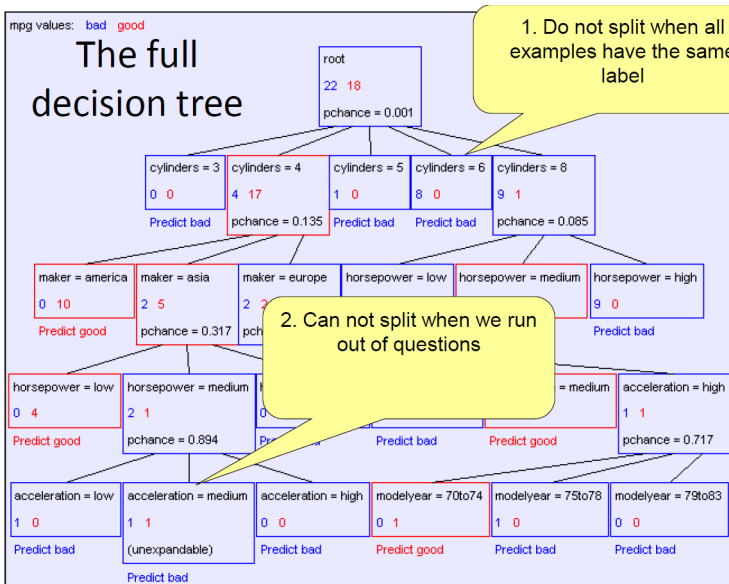 mpg values: bad good
The full
decision tree
1. Do not split when all
examples have the same
label
root
22 18
pchance = 0.001
cylinders = 3
0 0
Predict bad
cylinders = 4
4 17
pchance = 0.135
cylinders = 5
1 0
Predict bad
cylinders = 6
8 0
Predict bad
cylinders = 8
9 1
pchance = 0.085
maker = america
0 10
Predict good
maker = asia
2 5
pchance = 0.317
maker = europe
2 2
horsepower = low
horsepower = medium
horsepower = high
9 0
Predict bad
2. Can not split when we run
out of questions
horsepower = low
0 4
Predict good
horsepower = medium
2 1
pchance = 0.894
0
Predict bad
Predict bad
= medium
Predict good
acceleration = high
1 1
pchance = 0.717
acceleration = low
1 0
Predict bad
acceleration = medium
1 1
(unexpandable)
Predict bad
acceleration = high
0 0
Predict bad
modelyear = 70to74
0 1
Predict good
modelyear = 75to78
1 0
Predict bad
modelyear = 79to83
0 0
Predict bad